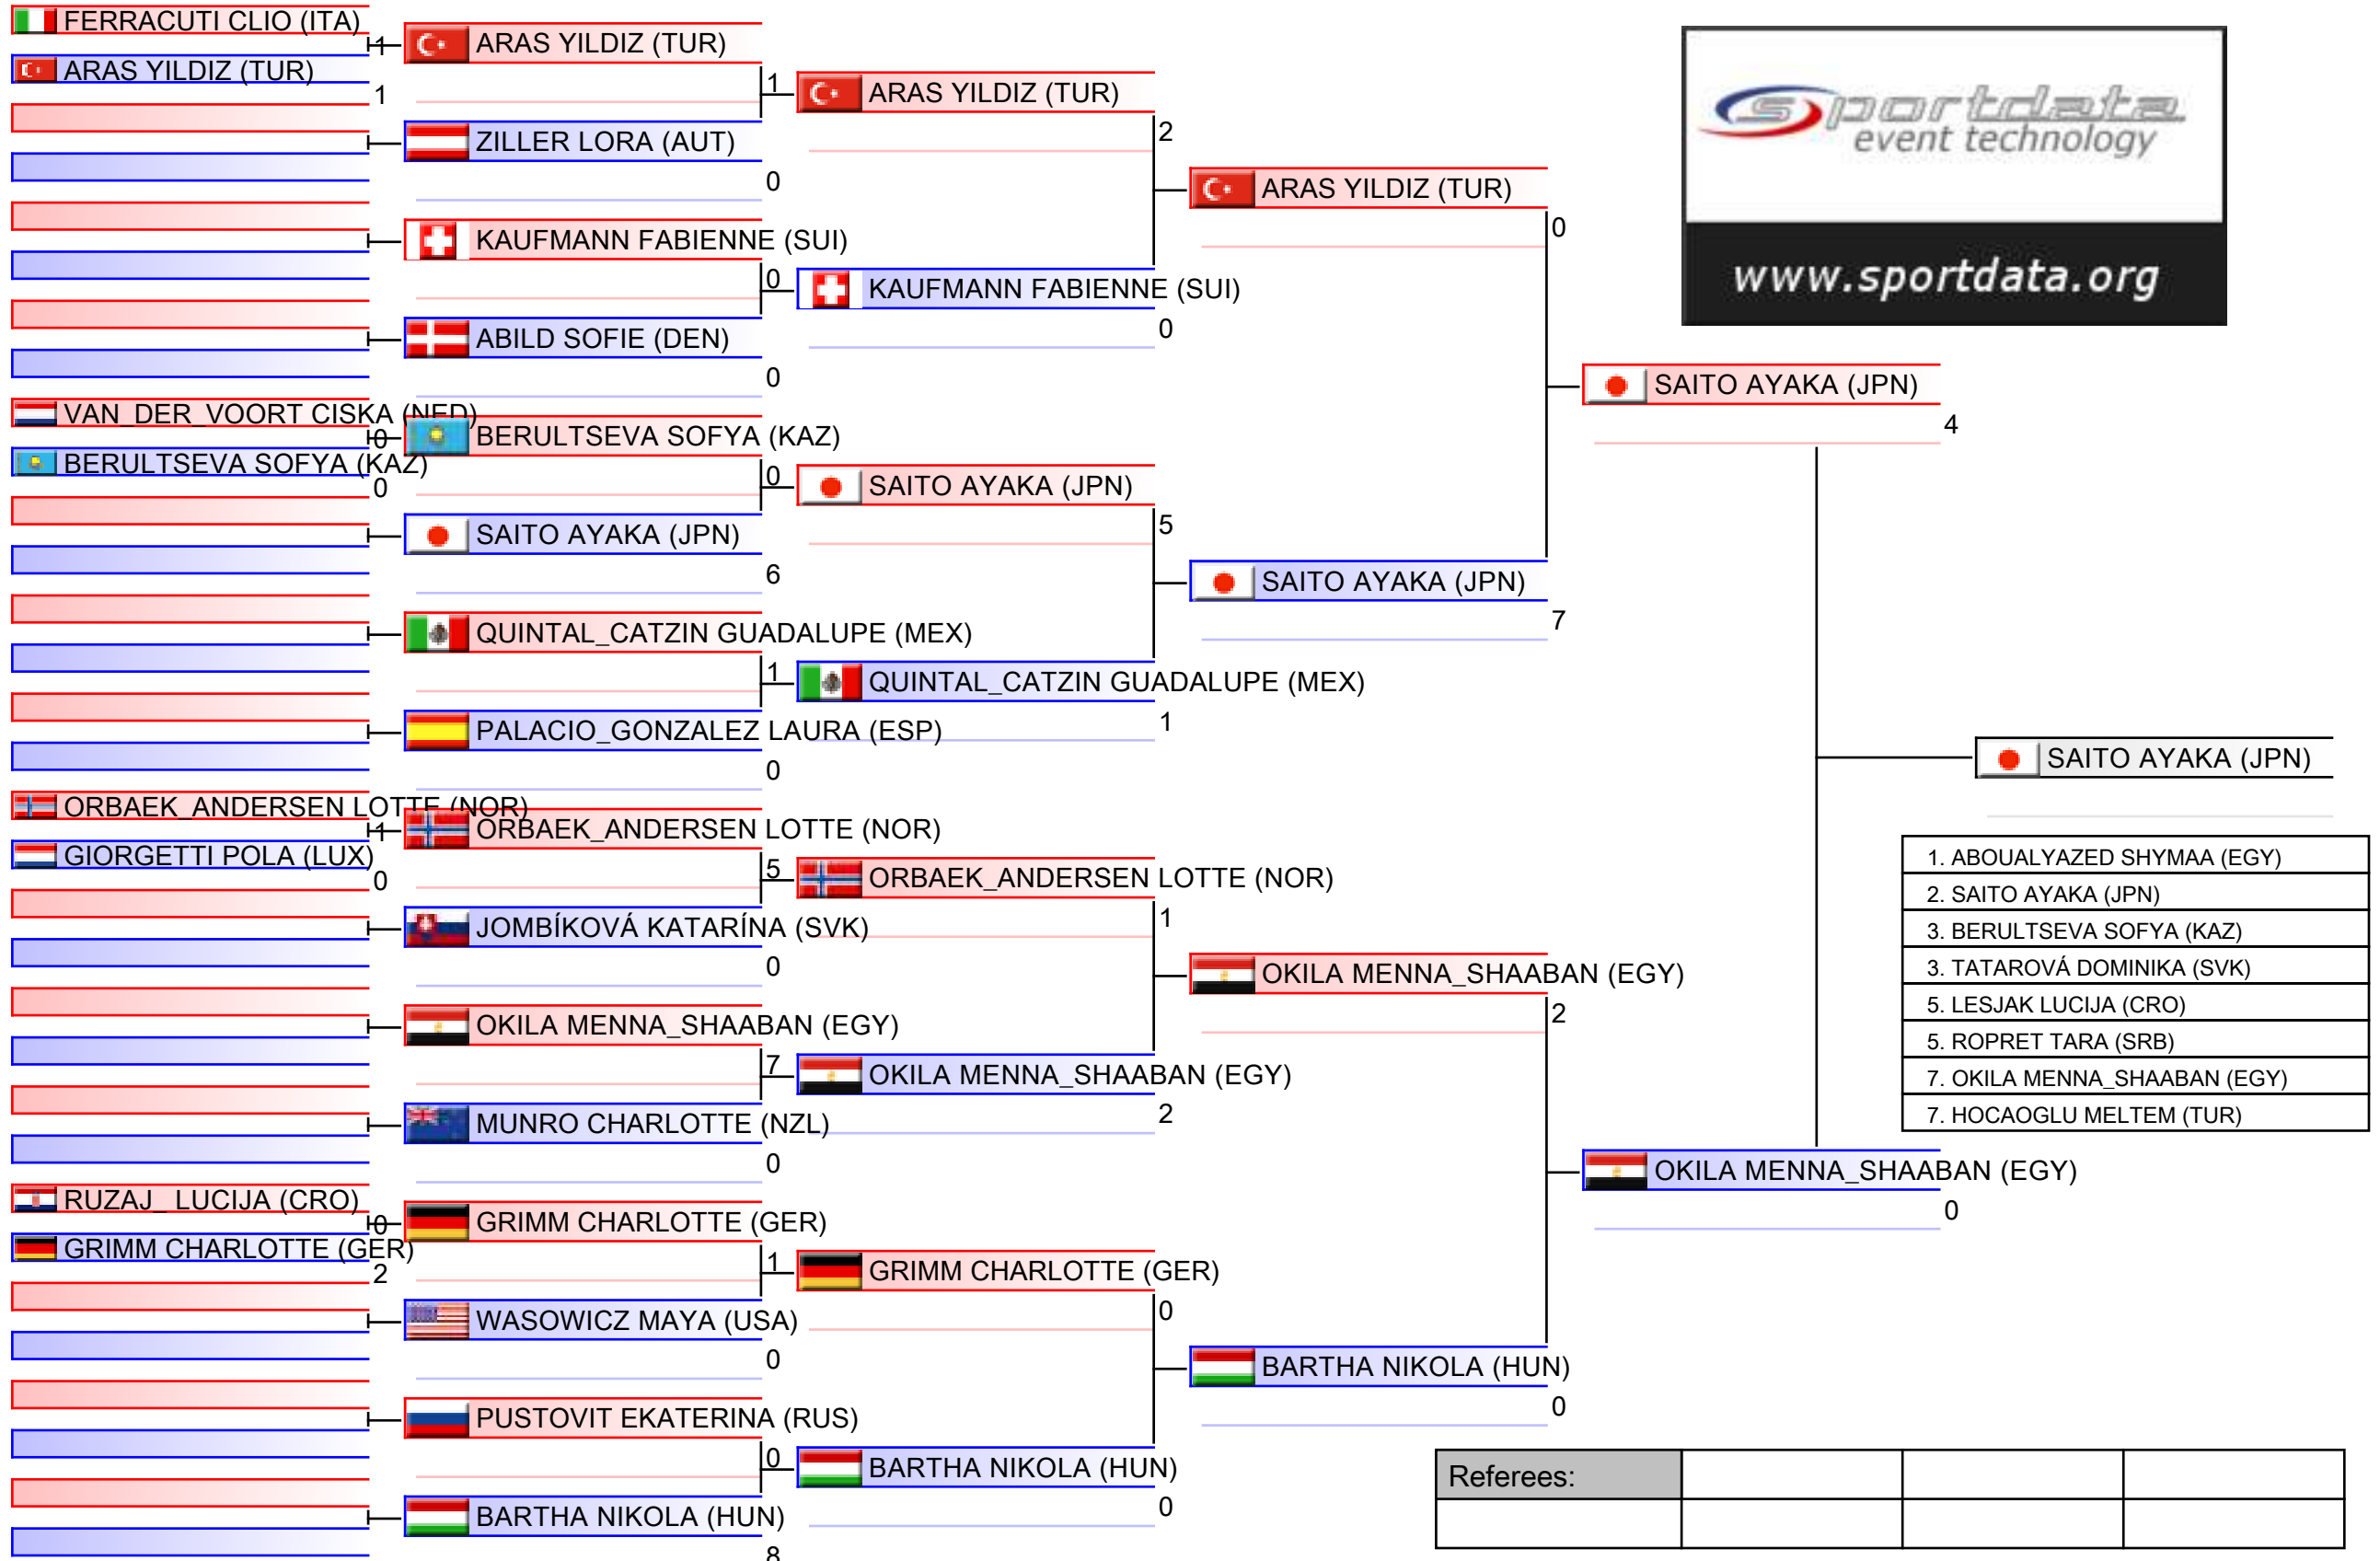 FERRACUTI CLIO (ITA)
1
ARAS YILDIZ (TUR)
1
VAN_DER_VOORT CISKA (NED)
0
BERULTSEVA SOFYA (KAZ)
0
ORBAEK_ANDERSEN LOTTE (NOR)
1
GIORGETTI POLA (LUX)
0
RUZAJ_ LUCIJA (CRO)
0
GRIMM CHARLOTTE (GER)
2
ARAS YILDIZ (TUR)
1
ZILLER LORA (AUT)
0
KAUFMANN FABIENNE (SUI)
0
ABILD SOFIE (DEN)
0
BERULTSEVA SOFYA (KAZ)
0
SAITO AYAKA (JPN)
6
QUINTAL_CATZIN GUADALUPE (MEX)
1
PALACIO_GONZALEZ LAURA (ESP)
0
ORBAEK_ANDERSEN LOTTE (NOR)
5
JOMBÍKOVÁ KATARÍNA (SVK)
0
OKILA MENNA_SHAABAN (EGY)
7
MUNRO CHARLOTTE (NZL)
0
GRIMM CHARLOTTE (GER)
1
WASOWICZ MAYA (USA)
0
PUSTOVIT EKATERINA (RUS)
0
BARTHA NIKOLA (HUN)
8
ARAS YILDIZ (TUR)
2
KAUFMANN FABIENNE (SUI)
0
SAITO AYAKA (JPN)
5
QUINTAL_CATZIN GUADALUPE (MEX)
1
ORBAEK_ANDERSEN LOTTE (NOR)
1
OKILA MENNA_SHAABAN (EGY)
2
GRIMM CHARLOTTE (GER)
0
BARTHA NIKOLA (HUN)
0
ARAS YILDIZ (TUR)
0
SAITO AYAKA (JPN)
7
OKILA MENNA_SHAABAN (EGY)
2
BARTHA NIKOLA (HUN)
0
SAITO AYAKA (JPN)
4
OKILA MENNA_SHAABAN (EGY)
0
SAITO AYAKA (JPN)
sportdata
event technology
www.sportdata.org
1. ABOUALYAZED SHYMAA (EGY)
2. SAITO AYAKA (JPN)
3. BERULTSEVA SOFYA (KAZ)
3. TATAROVÁ DOMINIKA (SVK)
5. LESJAK LUCIJA (CRO)
5. ROPRET TARA (SRB)
7. OKILA MENNA_SHAABAN (EGY)
7. HOCAOGLU MELTEM (TUR)
Referees: